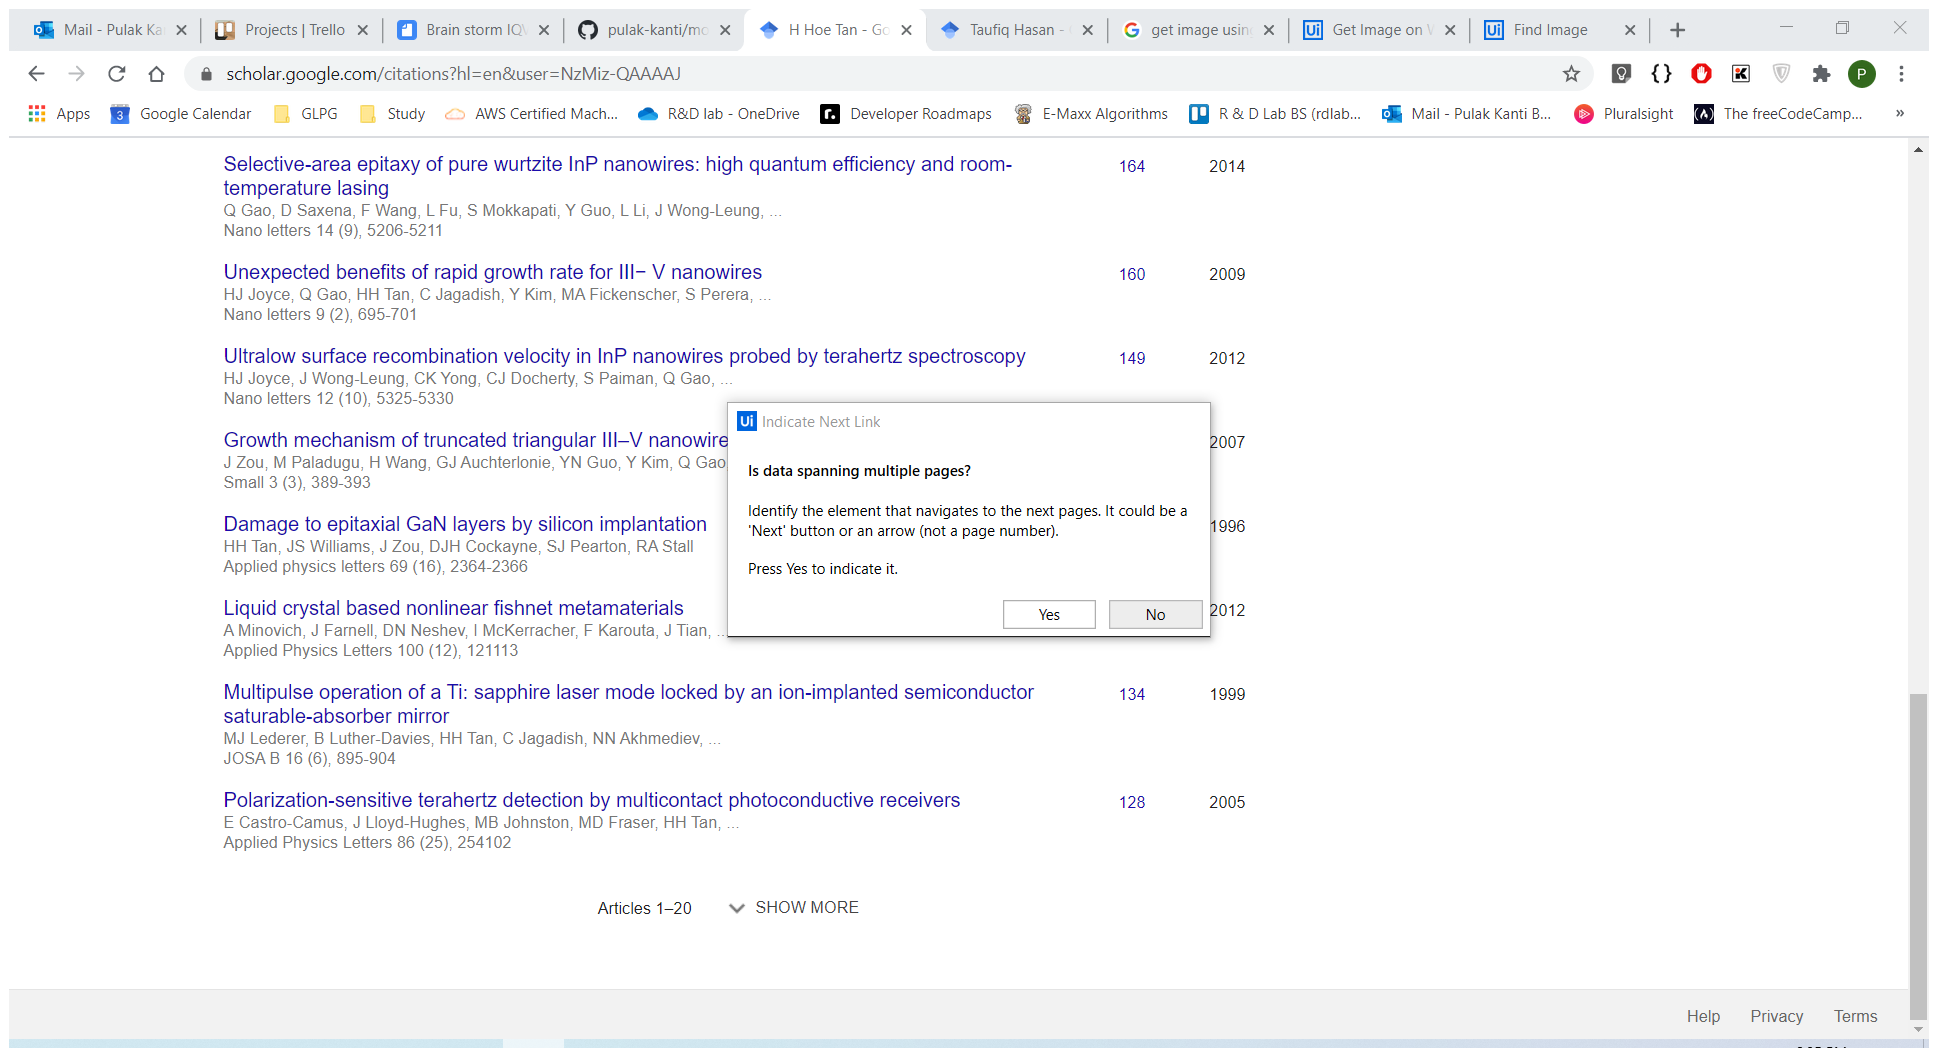 Mail - Pulak Ka
Projects | Trello
Brain storm IQV
pulak-kanti/mo
H Hoe Tan - Go
Taufiq Hasan -
get image usin
Get Image on W
Find Image
scholar.google.com/citations?hl=en&user=NzMiz-QAAAAJ
P
Apps
3
Google Calendar
GLPG
Study
AWS Certified Mach...
R&D lab - OneDrive
Developer Roadmaps
E-Maxx Algorithms
R & D Lab BS (rdlab...
Mail - Pulak Kanti B...
Pluralsight
The freeCodeCamp...
»
Selective-area epitaxy of pure wurtzite InP nanowires: high quantum efficiency and room-
temperature lasing
164
2014
Q Gao, D Saxena, F Wang, L Fu, S Mokkapati, Y Guo, L Li, J Wong-Leung, ...
Nano letters 14 (9), 5206-5211
Unexpected benefits of rapid growth rate for III− V nanowires
160
2009
HJ Joyce, Q Gao, HH Tan, C Jagadish, Y Kim, MA Fickenscher, S Perera, ...
Nano letters 9 (2), 695-701
Ultralow surface recombination velocity in InP nanowires probed by terahertz spectroscopy
149
2012
HJ Joyce, J Wong-Leung, CK Yong, CJ Docherty, S Paiman, Q Gao, ...
Nano letters 12 (10), 5325-5330
Growth mechanism of truncated triangular III–V nanowire
2007
J Zou, M Paladugu, H Wang, GJ Auchterlonie, YN Guo, Y Kim, Q Gao
Small 3 (3), 389-393
Damage to epitaxial GaN layers by silicon implantation
1996
HH Tan, JS Williams, J Zou, DJH Cockayne, SJ Pearton, RA Stall
Applied physics letters 69 (16), 2364-2366
Liquid crystal based nonlinear fishnet metamaterials
2012
A Minovich, J Farnell, DN Neshev, I McKerracher, F Karouta, J Tian, ...
Applied Physics Letters 100 (12), 121113
Multipulse operation of a Ti: sapphire laser mode locked by an ion-implanted semiconductor
saturable-absorber mirror
134
1999
MJ Lederer, B Luther-Davies, HH Tan, C Jagadish, NN Akhmediev, ...
JOSA B 16 (6), 895-904
Polarization-sensitive terahertz detection by multicontact photoconductive receivers
128
2005
E Castro-Camus, J Lloyd-Hughes, MB Johnston, MD Fraser, HH Tan, ...
Applied Physics Letters 86 (25), 254102
Ui Indicate Next Link
Is data spanning multiple pages?
Identify the element that navigates to the next pages. It could be a
'Next' button or an arrow (not a page number).
Press Yes to indicate it.
Yes
No
Articles 1–20
SHOW MORE
Help
Privacy
Terms